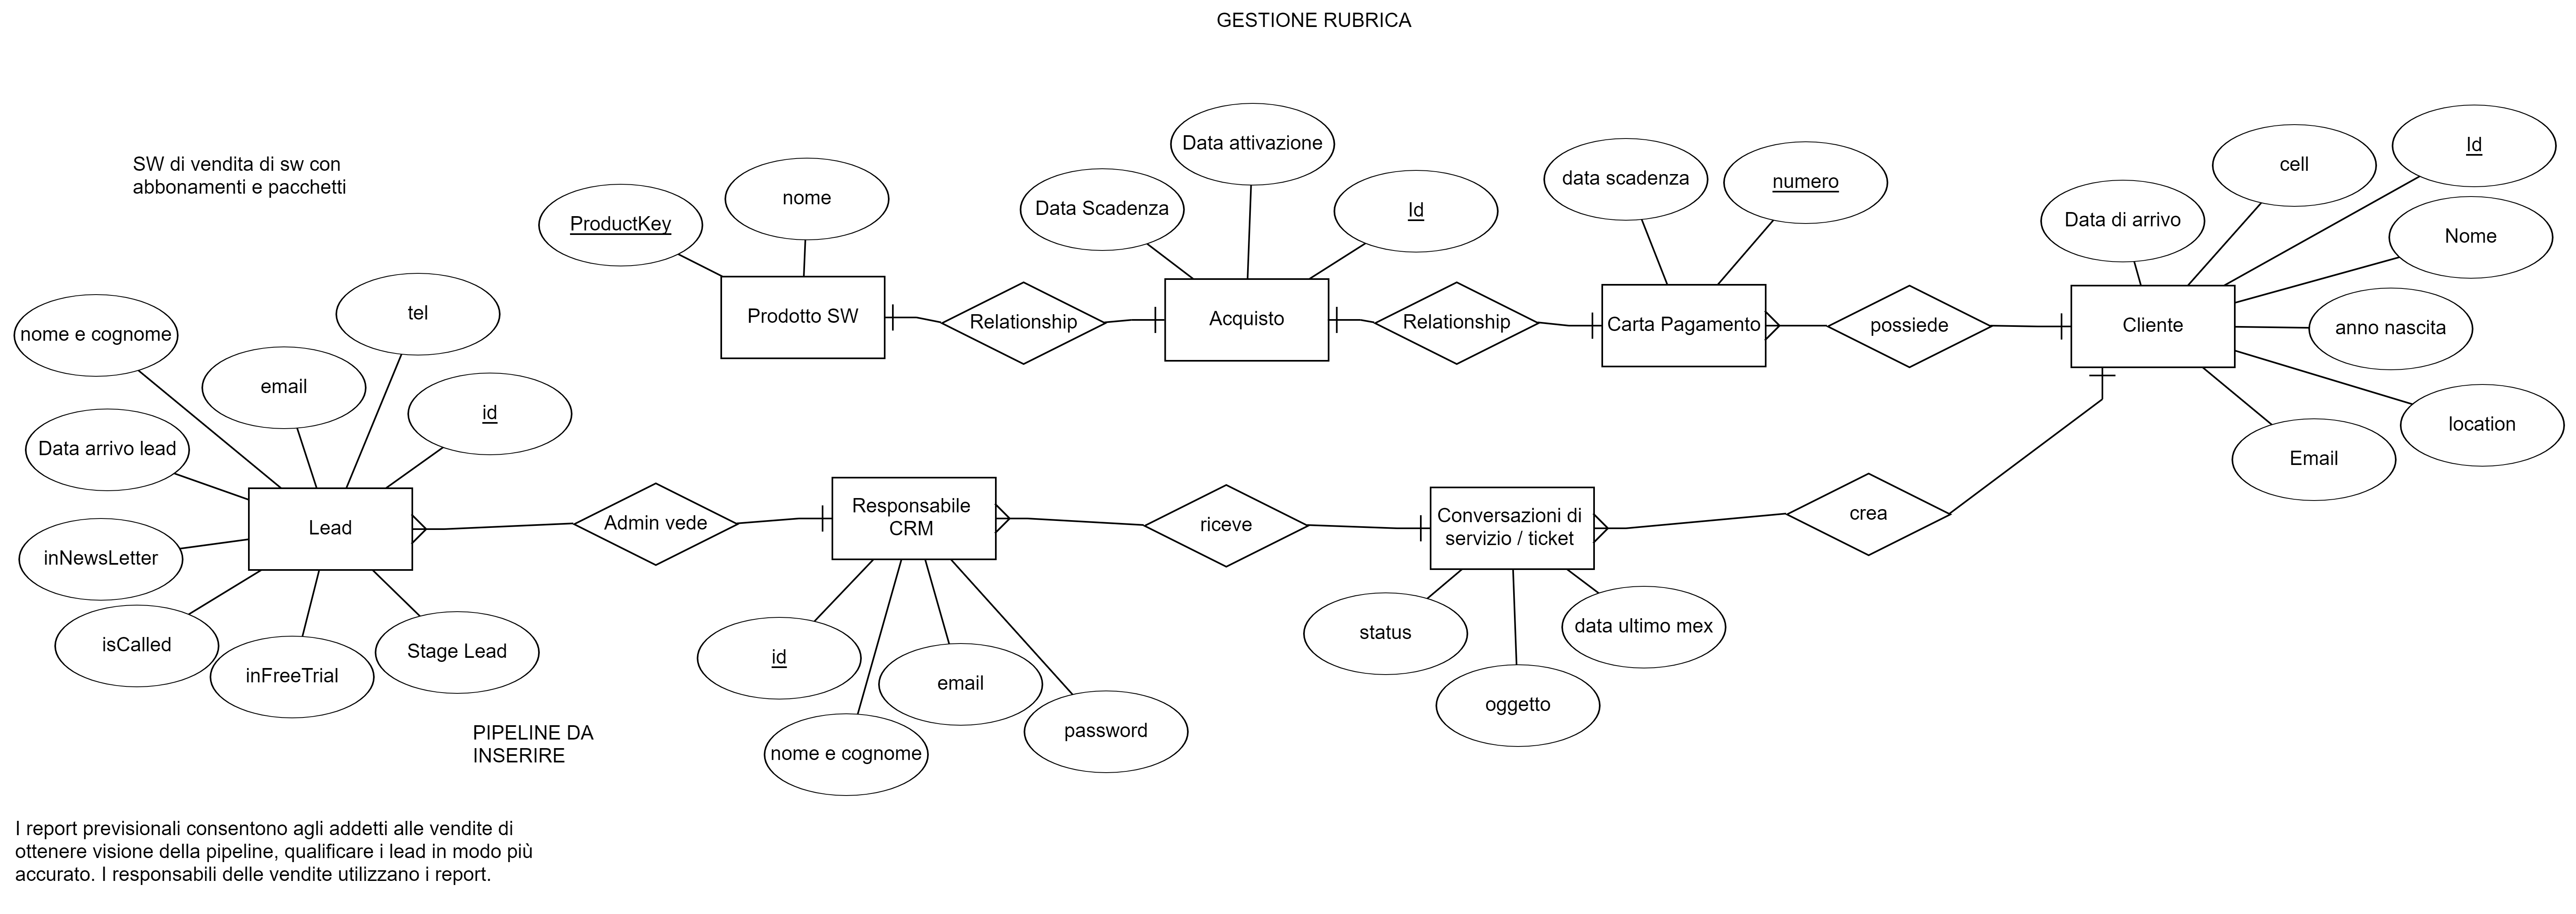 GESTIONE RUBRICA
SW di vendita di sw con
abbonamenti e pacchetti
ProductKey
nome
Prodotto SW
Relationship
Data Scadenza
Data attivazione
Id
Acquisto
Relationship
data scadenza
numero
Carta Pagamento
possiede
Data di arrivo
cell
Id
Nome
anno nascita
location
Email
Cliente
nome e cognome
email
tel
id
Data arrivo lead
Lead
inNewsLetter
isCalled
inFreeTrial
Stage Lead
Admin vede
Responsabile
CRM
id
nome e cognome
email
password
riceve
Conversazioni di
servizio / ticket
status
oggetto
data ultimo mex
crea
PIPELINE DA
INSERIRE
I report previsionali consentono agli addetti alle vendite di
ottenere visione della pipeline, qualificare i lead in modo più
accurato. I responsabili delle vendite utilizzano i report.